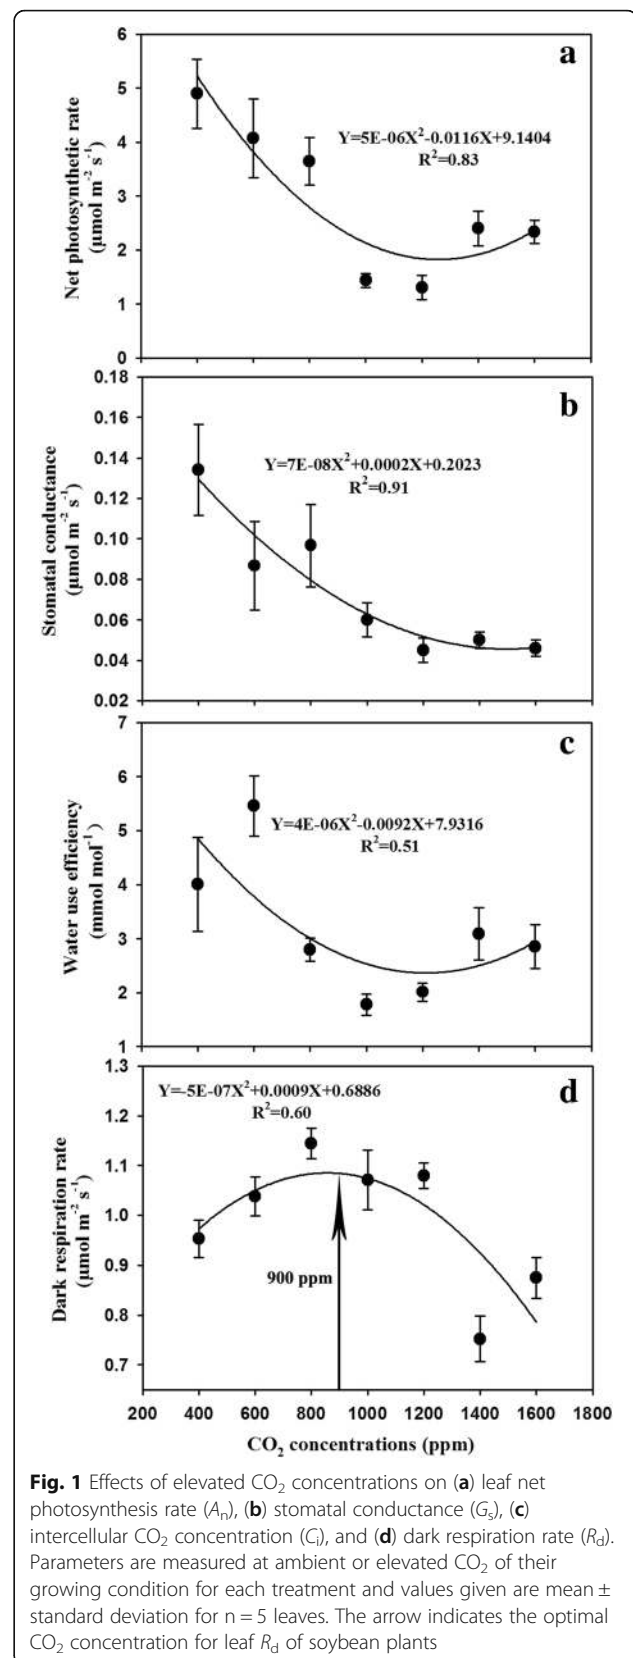 a
Y=5E-06X²-0.0116X+9.1404
R²=0.83
Net photosynthetic rate
(μmol m⁻² s⁻¹)
6
5
4
3
2
1
0
b
Y=7E-08X²+0.0002X+0.2023
R²=0.91
Stomatal conductance
(μmol m⁻² s⁻¹)
0.18
0.14
0.12
0.10
0.08
0.06
0.04
0.02
c
Y=4E-06X²-0.0092X+7.9316
R²=0.51
Water use efficiency
(mmol mol⁻¹)
7
6
5
4
3
2
1
d
Y=-5E-07X²+0.0009X+0.6886
R²=0.60
Dark respiration rate
(μmol m⁻² s⁻¹)
1.3
1.2
1.1
1.0
0.9
0.8
0.7
900 ppm
200 400 600 800 1000 1200 1400 1600 1800
CO₂ concentrations (ppm)
Fig. 1 Effects of elevated CO₂ concentrations on (a) leaf net
photosynthesis rate (Aₙ), (b) stomatal conductance (Gₛ), (c)
intercellular CO₂ concentration (Cᵢ), and (d) dark respiration rate (R_d).
Parameters are measured at ambient or elevated CO₂ of their
growing condition for each treatment and values given are mean ±
standard deviation for n = 5 leaves. The arrow indicates the optimal
CO₂ concentration for leaf R_d of soybean plants